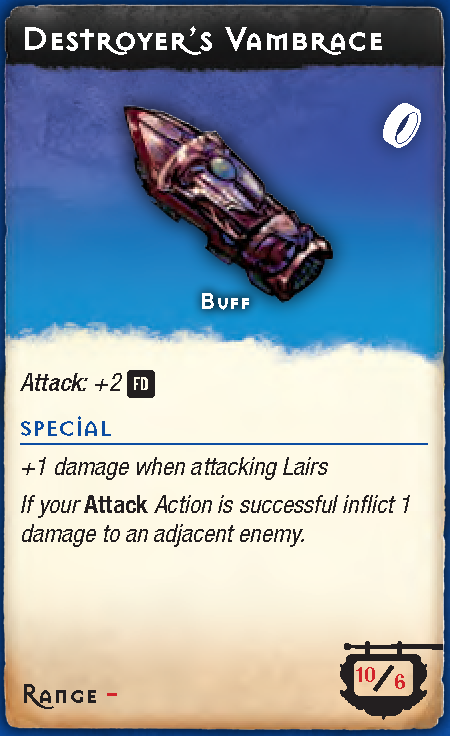 Destroyer's Vambrace
Buff
Attack: +2 FD
SPECIAL
+1 damage when attacking Lairs
If your Attack Action is successful inflict 1
damage to an adjacent enemy.
Range -
10/6